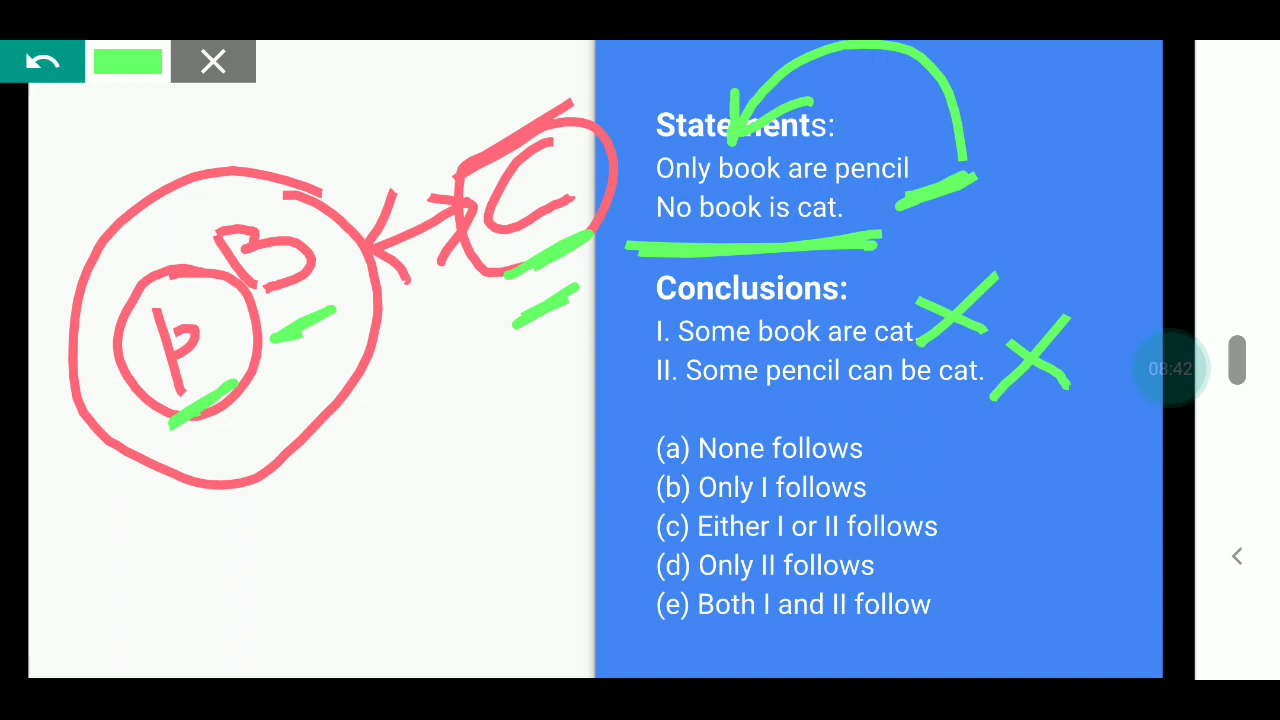 B
C
P
Statements:
Only book are pencil
No book is cat.
Conclusions:
I. Some book are cat.
II. Some pencil can be cat.
08:42
(a) None follows
(b) Only I follows
(c) Either I or II follows
(d) Only II follows
(e) Both I and II follow